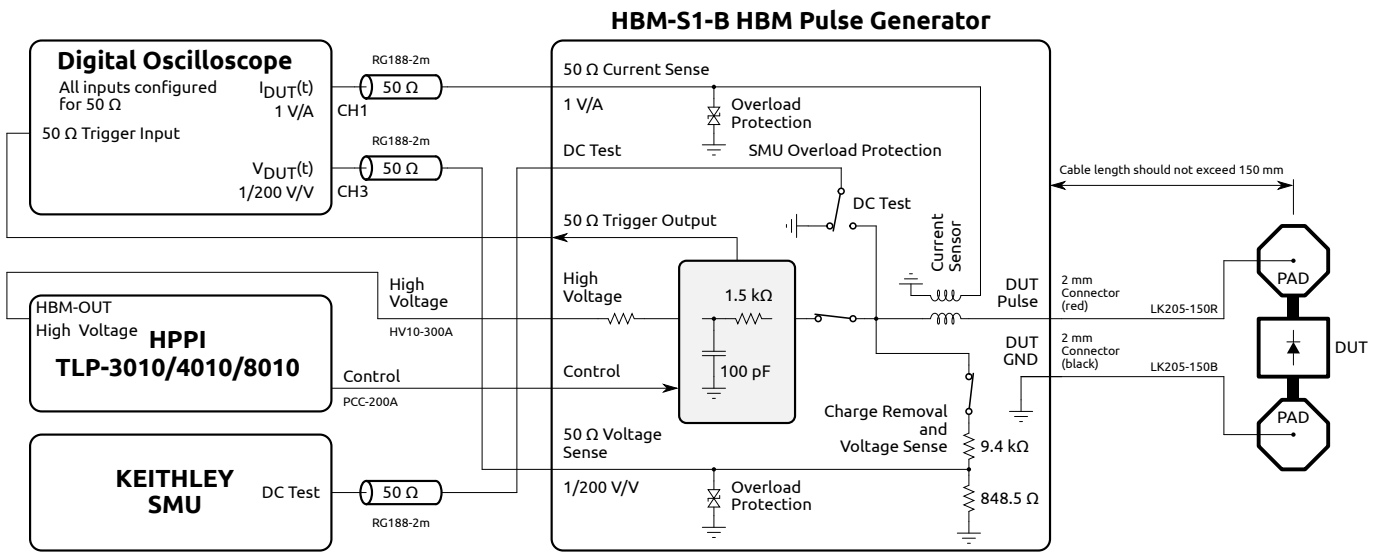 HBM-S1-B HBM Pulse Generator
Digital Oscilloscope
All inputs configured
for 50 Ω
I_DUT(t)
1 V/A
50 Ω Trigger Input
V_DUT(t)
1/200 V/V
RG188-2m
50 Ω
CH1
RG188-2m
50 Ω
CH3
50 Ω Current Sense
1 V/A
Overload
Protection
DC Test
SMU Overload Protection
DC Test
50 Ω Trigger Output
Current
Sensor
Cable length should not exceed 150 mm
HBM-OUT
High Voltage
HPPI
TLP-3010/4010/8010
High
Voltage
HV10-300A
Control
PCC-200A
High
Voltage
1.5 kΩ
100 pF
Control
DUT
Pulse
2 mm
Connector
(red)
LK205-150R
DUT
GND
2 mm
Connector
(black)
LK205-150B
PAD
DUT
PAD
Charge Removal
and
Voltage Sense
9.4 kΩ
848.5 Ω
50 Ω Voltage
Sense
1/200 V/V
Overload
Protection
KEITHLEY
SMU
DC Test
50 Ω
RG188-2m